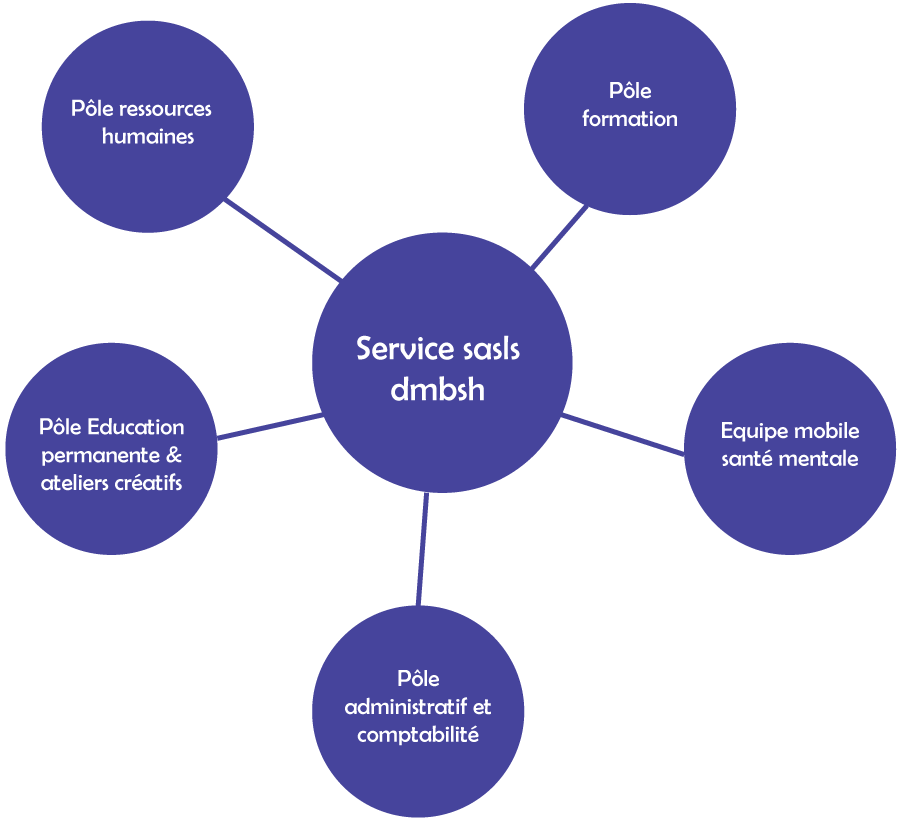 Pôle ressources
humaines
Pôle
formation
Service sasls
dmbsh
Pôle Education
permanente &
ateliers créatifs
Equipe mobile
santé mentale
Pôle
administratif et
comptabilité